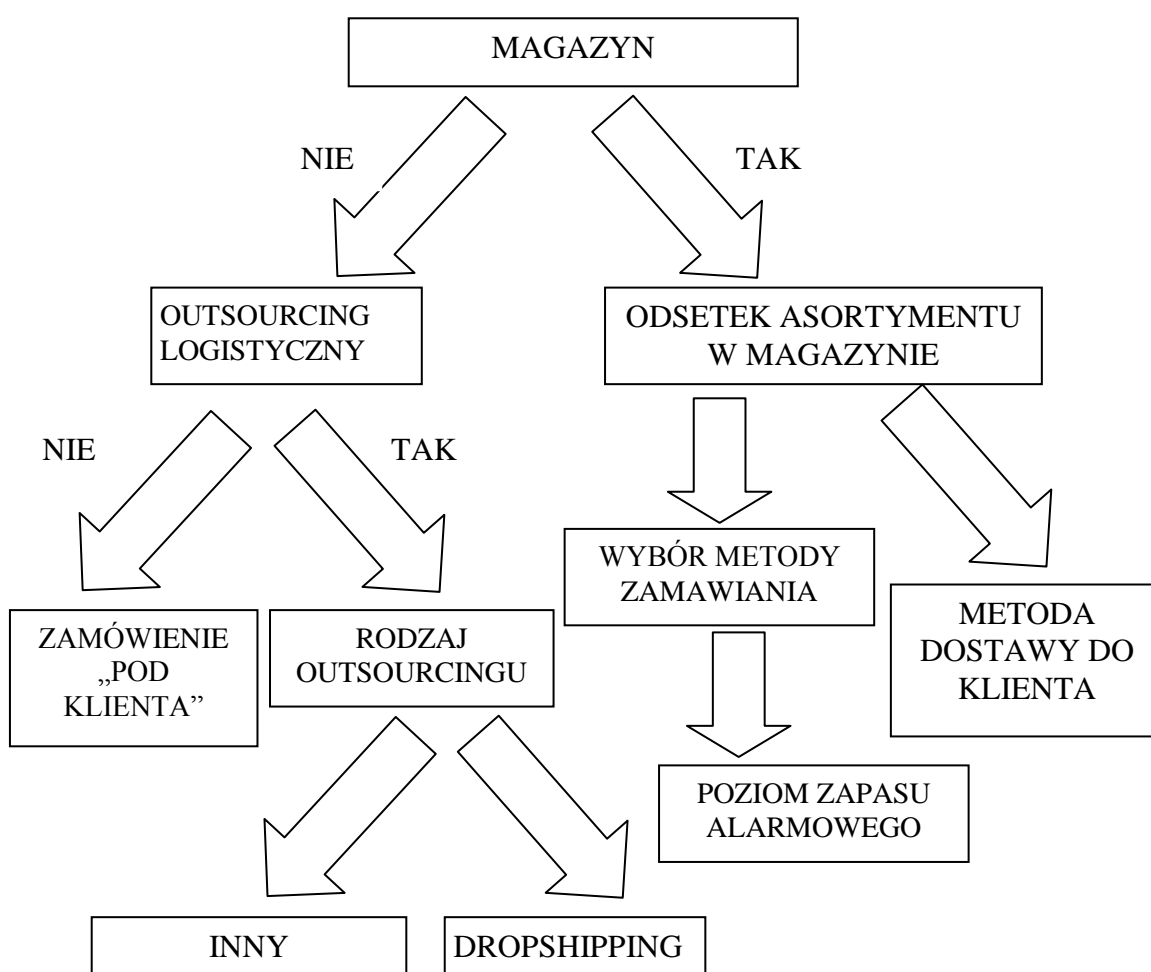 MAGAZYN
NIE
TAK
OUTSOURCING
LOGISTYCZNY
ODSETEK ASORTYMENTU
W MAGAZYNIE
NIE
TAK
WYBÓR METODY
ZAMAWIANIA
ZAMÓWIENIE
„POD
KLIENTA”
RODZAJ
OUTSOURCINGU
METODA
DOSTAWY DO
KLIENTA
POZIOM ZAPASU
ALARMOWEGO
INNY
DROPSHIPPING